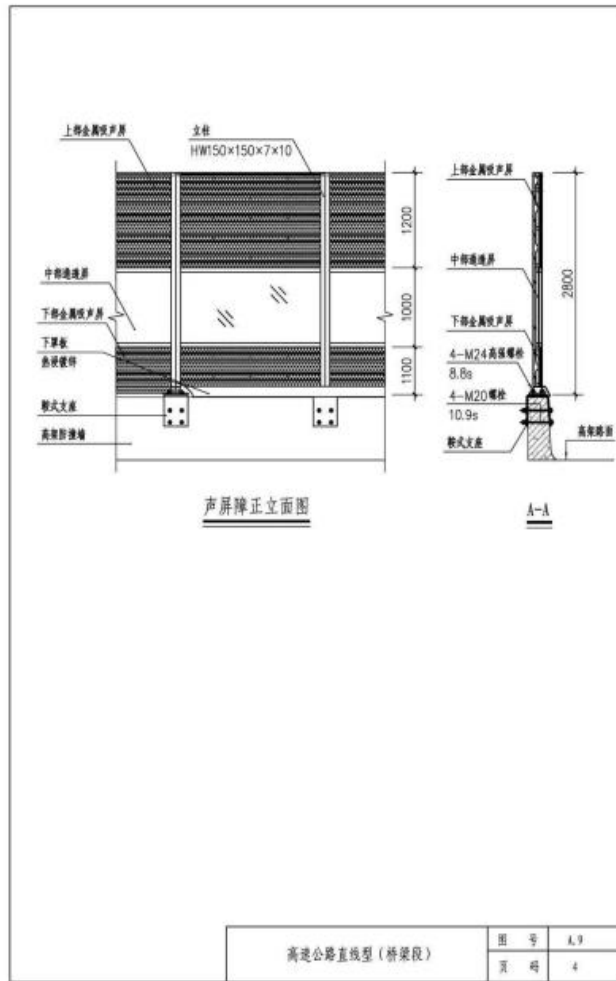 上部金属吸声屏
立柱
HW150×150×7×10
中部通透屏
下部金属吸声屏
下罩板
热浸镀锌
鞍式支座
高架防撞墙
1200
1000
1100
声屏障正立面图
上部金属吸声屏
中部通透屏
下部金属吸声屏
4-M24高强螺栓
8.8s
4-M20螺栓
10.9s
鞍式支座
2800
高架路面
A-A
高速公路直线型(桥梁段)
图 号 A.9
页 码 4